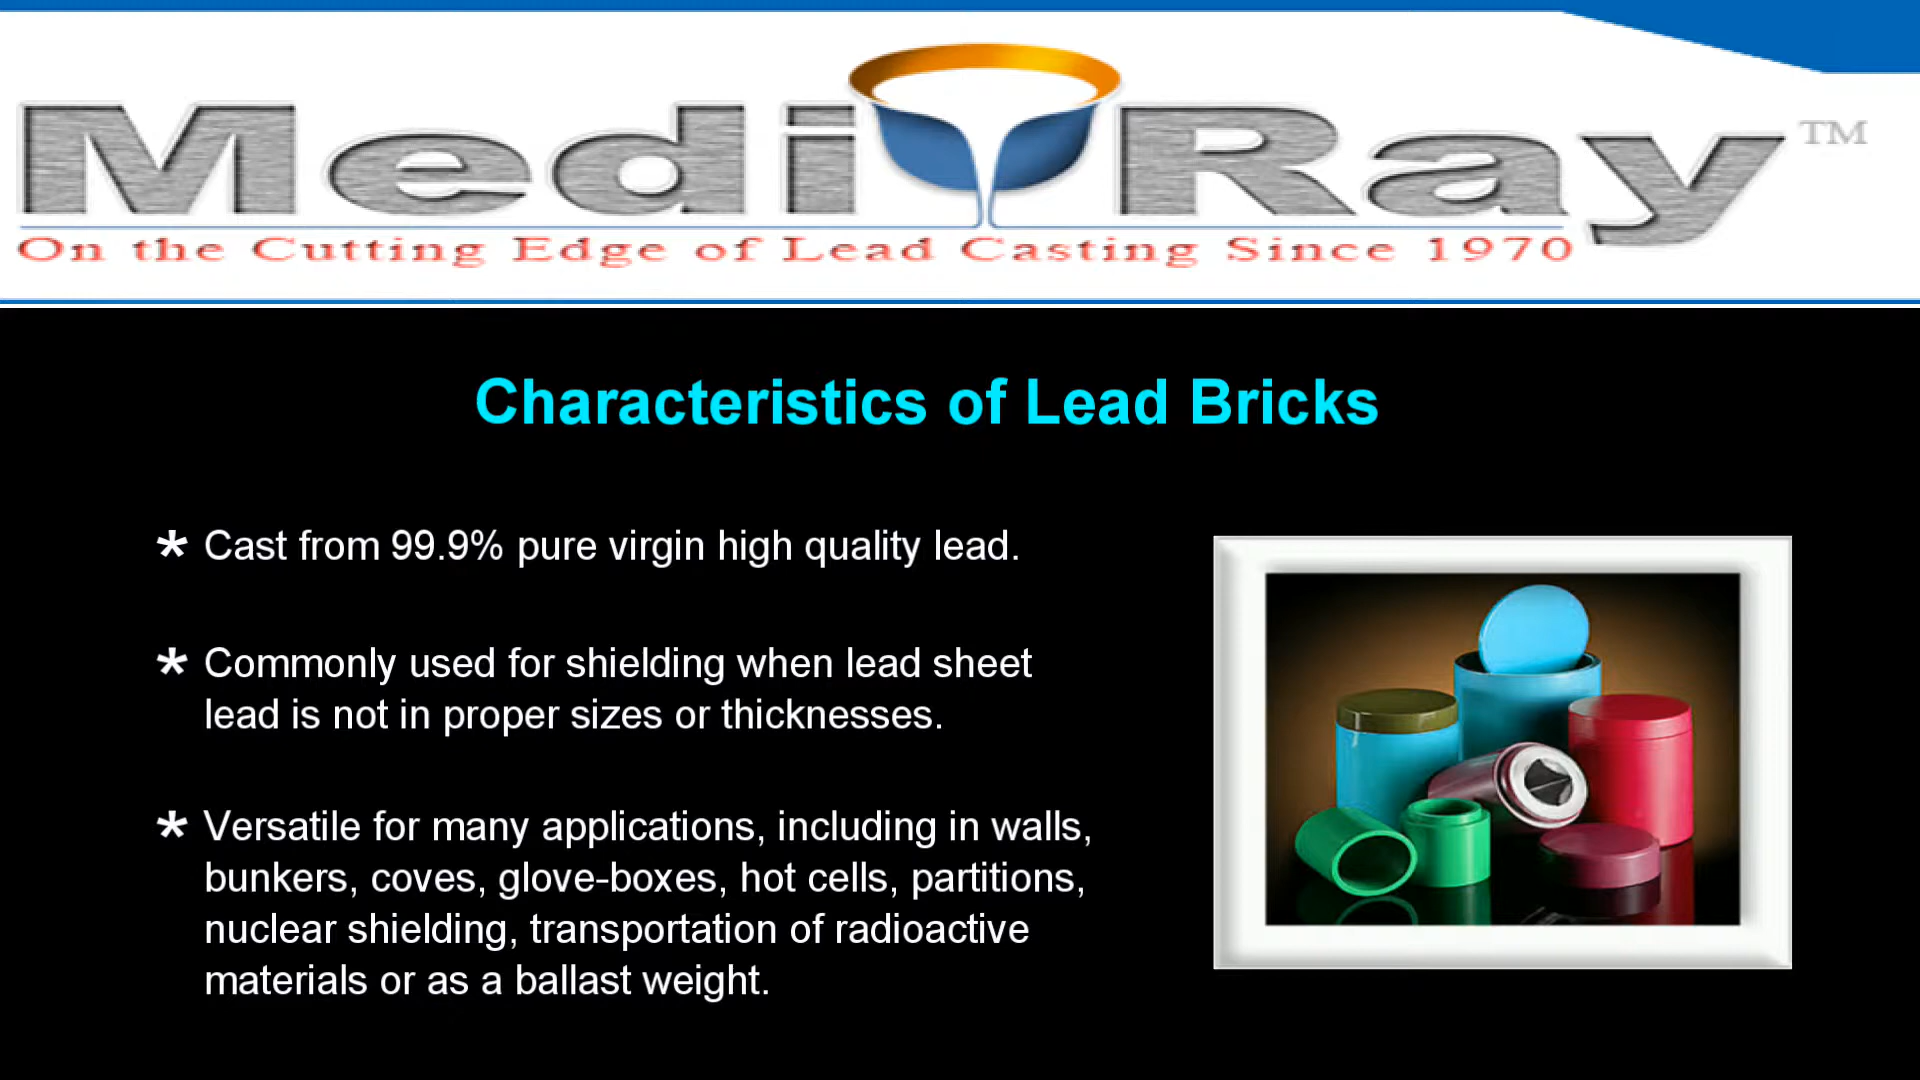 Medi Ray TM
On the Cutting Edge of Lead Casting Since 1970
Characteristics of Lead Bricks
* Cast from 99.9% pure virgin high quality lead.
* Commonly used for shielding when lead sheet
lead is not in proper sizes or thicknesses.
* Versatile for many applications, including in walls,
bunkers, coves, glove-boxes, hot cells, partitions,
nuclear shielding, transportation of radioactive
materials or as a ballast weight.